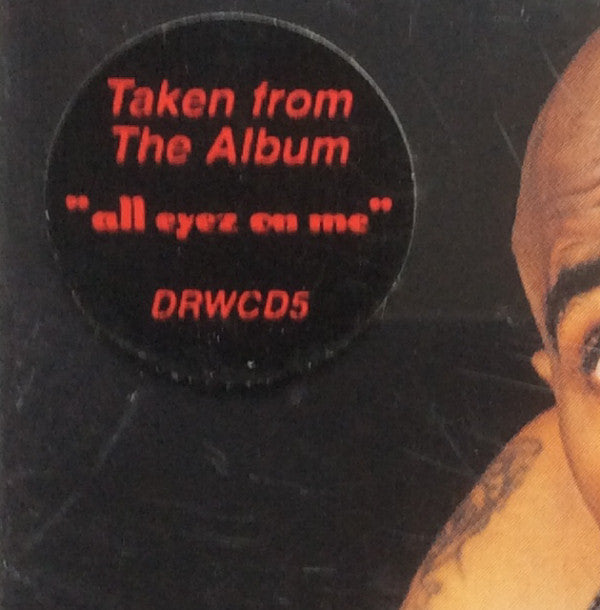 Taken from
The Album
"all eyez on me"
DRWCD5